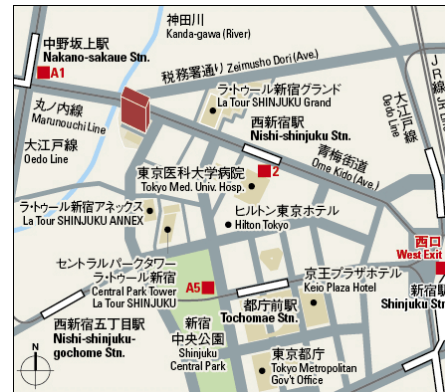 神田川
Kanda-gawa (River)
中野坂上駅
Nakano-sakaue Stn.
A1
税務署通り Zeimusho Dori (Ave.)
ラ・トゥール新宿グランド
La Tour SHINJUKU Grand
丸ノ内線
Marunouchi Line
大江戸線
Oedo Line
西新宿駅
Nishi-shinjuku Stn.
青梅街道
Ome Kido (Ave.)
大江戸線
Oedo Line
JR線
東京医科大学病院
Tokyo Med. Univ. Hosp.
2
ラ・トゥール新宿アネックス
La Tour SHINJUKU ANNEX
ヒルトン東京ホテル
Hilton Tokyo
西口
West Exit
新宿駅
Shinjuku Stn.
セントラルパークタワー
ラ・トゥール新宿
Central Park Tower
La Tour SHINJUKU
A5
京王プラザホテル
Keio Plaza Hotel
都庁前駅
Tochomae Stn.
西新宿五丁目駅
Nishi-shinjuku-
gochome Stn.
新宿
中央公園
Shinjuku
Central Park
東京都庁
Tokyo Metropolitan
Gov't Office
N